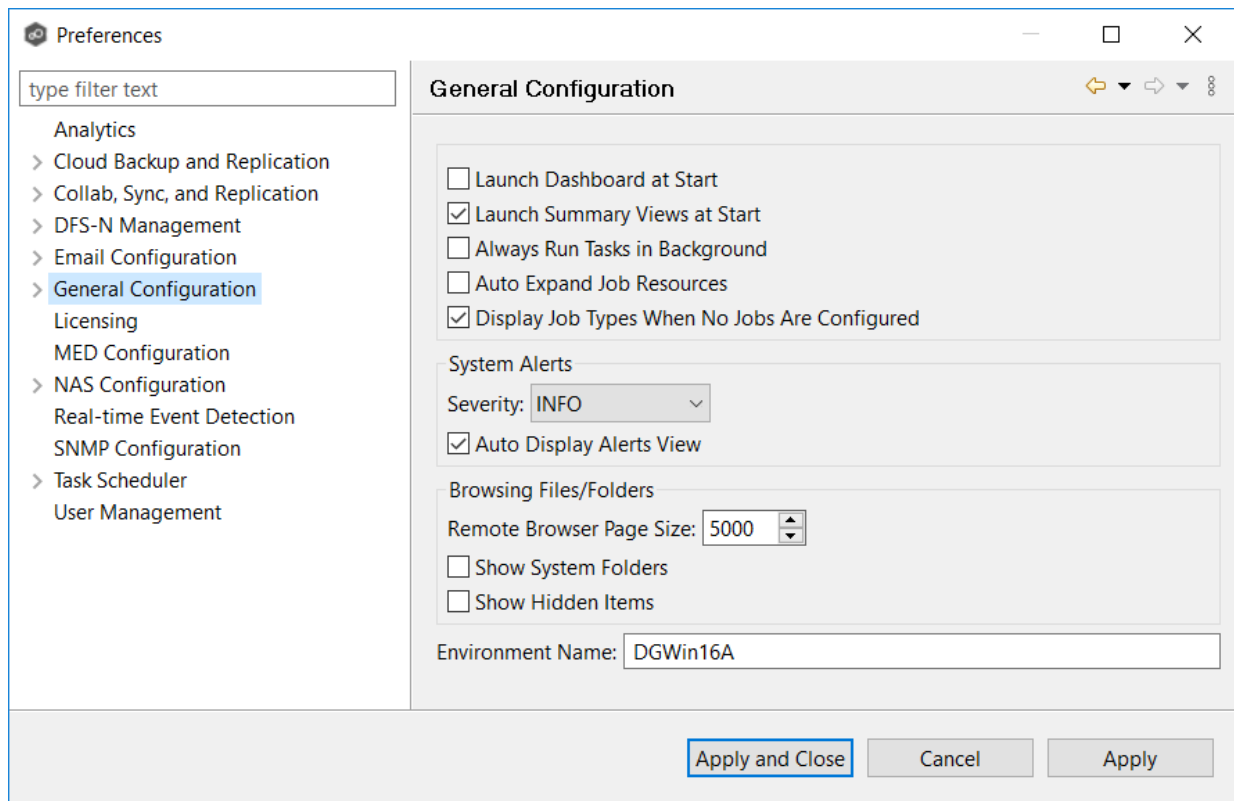 Preferences
type filter text
Analytics
Cloud Backup and Replication
Collab, Sync, and Replication
DFS-N Management
Email Configuration
General Configuration
Licensing
MED Configuration
NAS Configuration
Real-time Event Detection
SNMP Configuration
Task Scheduler
User Management
General Configuration
Launch Dashboard at Start
Launch Summary Views at Start
Always Run Tasks in Background
Auto Expand Job Resources
Display Job Types When No Jobs Are Configured
System Alerts
Severity: INFO
Auto Display Alerts View
Browsing Files/Folders
Remote Browser Page Size: 5000
Show System Folders
Show Hidden Items
Environment Name: DGWin16A
Apply and Close Cancel Apply